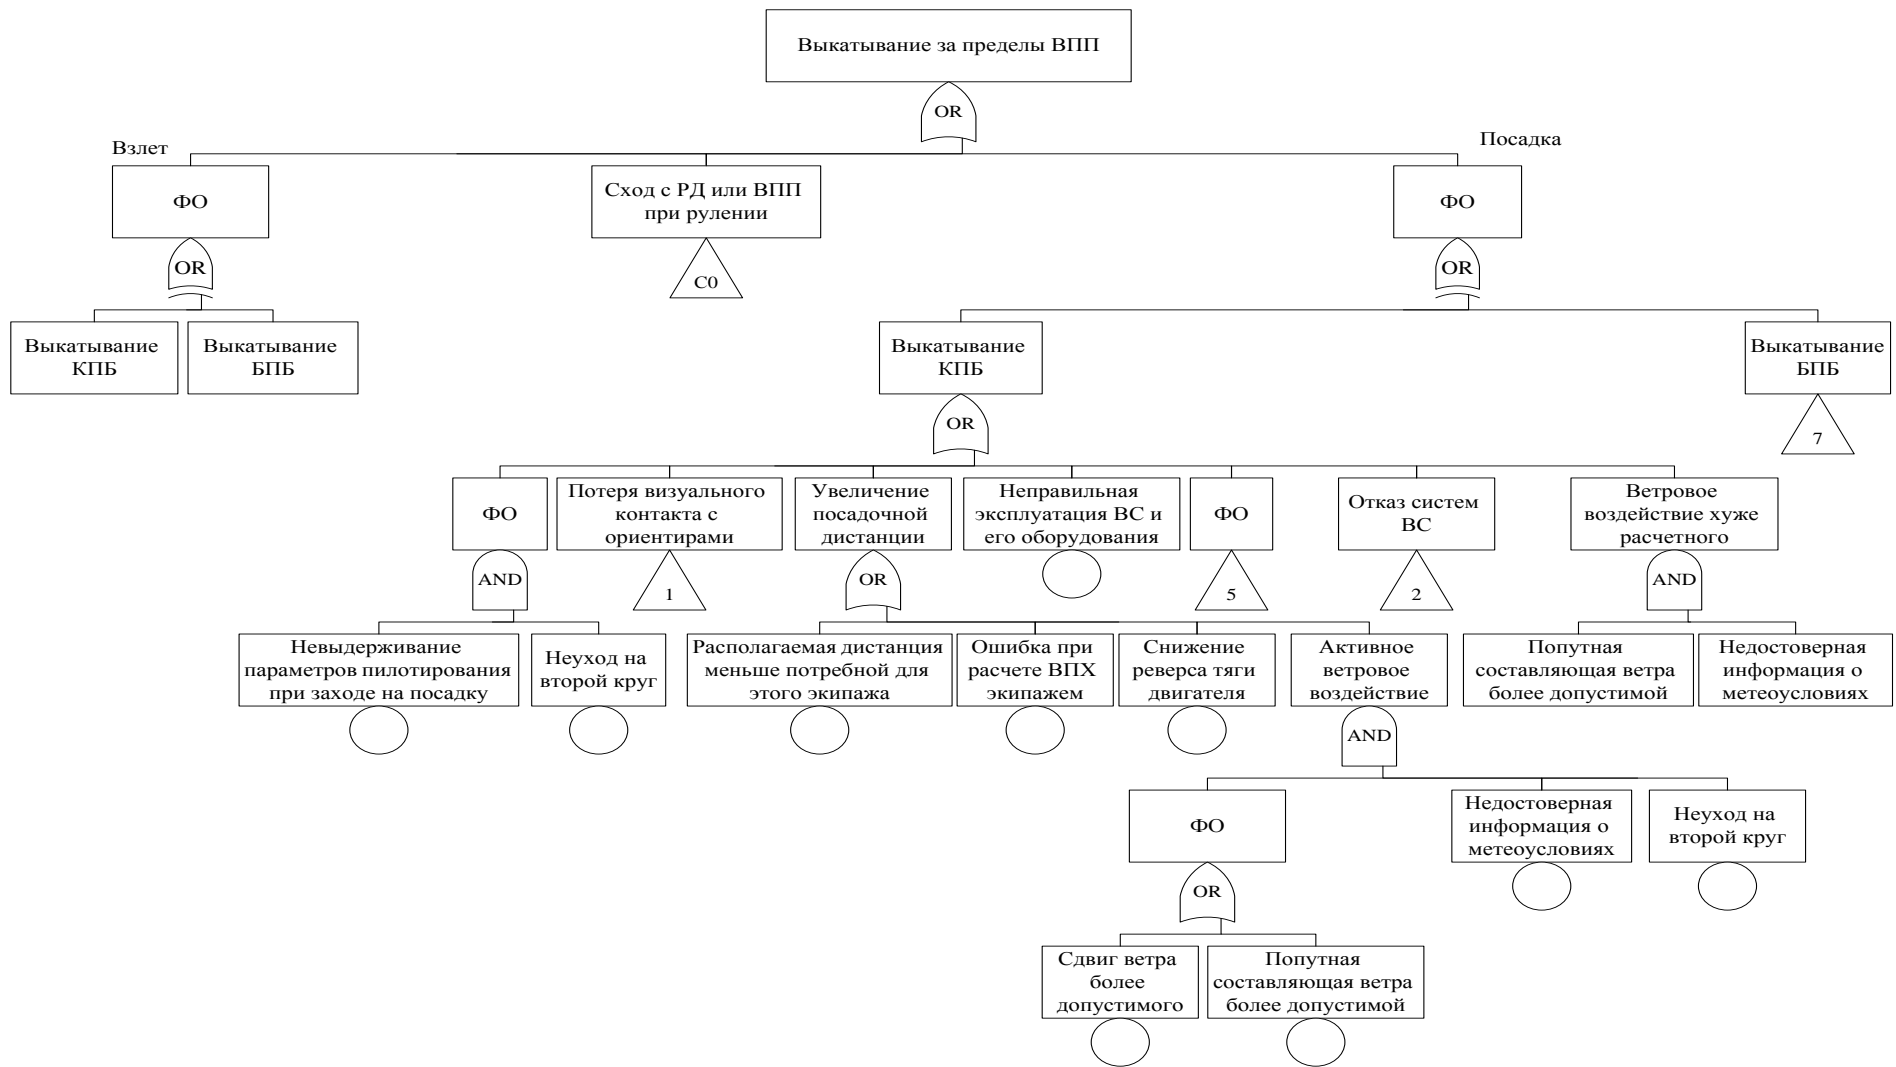 Выкатывание за пределы ВПП
OR
Взлет
Посадка
ФО
Сход с РД или ВПП
при рулении
ФО
OR
C0
OR
Выкатывание
КПБ
Выкатывание
БПБ
Выкатывание
КПБ
Выкатывание
БПБ
OR
7
ФО
Потеря визуального
контакта с
ориентирами
Увеличение
посадочной
дистанции
Неправильная
эксплуатация ВС и
его оборудования
ФО
Отказ систем
ВС
Ветровое
воздействие хуже
расчетного
AND
1
OR
5
2
AND
Невыдерживание
параметров пилотирования
при заходе на посадку
Неуход на
второй круг
Располагаемая дистанция
меньше потребной для
этого экипажа
Ошибка при
расчете ВПХ
экипажем
Снижение
реверса тяги
двигателя
Активное
ветровое
воздействие
Попутная
составляющая ветра
более допустимой
Недостоверная
информация о
метеоусловиях
AND
ФО
Недостоверная
информация о
метеоусловиях
Неуход на
второй круг
OR
Сдвиг ветра
более
допустимого
Попутная
составляющая ветра
более допустимой